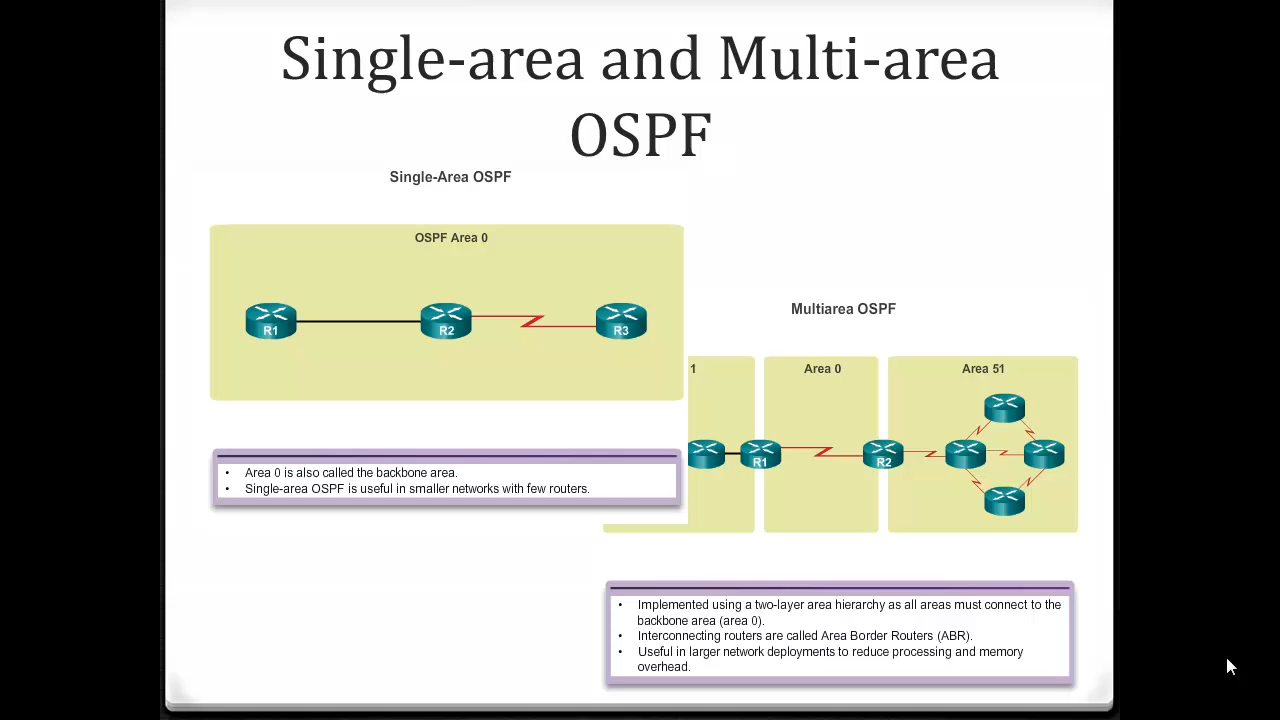 Single-area and Multi-area
OSPF
Single-Area OSPF
OSPF Area 0
R1
R2
R3
• Area 0 is also called the backbone area.
• Single-area OSPF is useful in smaller networks with few routers.
Multiarea OSPF
1
Area 0
Area 51
R1
R2
• Implemented using a two-layer area hierarchy as all areas must connect to the
backbone area (area 0).
• Interconnecting routers are called Area Border Routers (ABR).
• Useful in larger network deployments to reduce processing and memory
overhead.